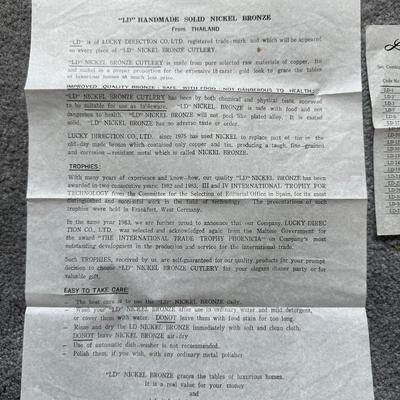 "LD" HANDMADE SOLID NICKEL BRONZE
From THAILAND
"LD" is of LUCKY DIRECTION CO. LTD. registered trade-mark and which will be appeared
on every piece of "LD" NICKEL BRONZE CUTLERY.
"LD" NICKEL BRONZE CUTLERY is made from pure selected raw materials of copper, tin
and nickel in a proper proportion for the extensive 18 carat gold look to grace the tables
of luxurious homes at much less price.
IMPROVED QUALITY BRONZE : SAFE WITH FOOD : NOT DANGEROUS TO HEALTH:
"LD" NICKEL BRONZE CUTLERY has been by both chemical and physical tests approved
to be suitable for use as tableware. "LD" NICKEL BRONZE is safe with food and not
dangerous to health. "LD" NICKEL BRONZE will not peel like plated alloy. It is casted
solid. "LD" NICKEL BRONZE has no adverse taste or order.
LUCKY DIRECTION CO., LTD. since 1975 has used NICKEL to replace part of tin in the
old-day made bronze which contained only copper and tin, producing a tough, fine-grained
and corrosion-resistant metal which is called NICKEL BRONZE.
TROPHIES:
With many years of experience and know-how, our quality "LD" NICKEL BRONZE has been
awarded in two consecutive years, 1982 and 1983, III and IV INTERNATIONAL TROPHY FOR
TECHNOLOGY from the Committee for the Selection of Editorial Office in Spain, for its most
distinguished and successful work in the field of technology. The presentations of such
trophies were held in Frankfurt, West Germany.
In the same year 1983, we are further proud to announce that our Company, LUCKY DIREC
TION CO., LTD. was selected and acknowledged again from the Maltese Government for
the award "THE INTERNATIONAL TRADE TROPHY PHOENICIA" on Company's most
outstanding development in the production and service for the international trade.
Such TROPHIES, received by us, are self-guaranteed for our quality products for your prompt
decision to choose "LD" NICKEL BRONZE CUTLERY for your elegant dinner party or for
valuable gift.
EASY TO TAKE CARE:
- The best care is to use the "LD" NICKEL BRONZE daily.
- Wash your "LD" NICKEL BRONZE after use in ordinary water and mild detergent,
or cover them with water. DONOT leave them with food stain for too long.
- Rinse and dry the LD NICKEL BRONZE immediately with soft and clean cloth.
DONOT leave NICKEL BRONZE air-dry
- Use of automatic dish-washer is not recommended.
- Polish them, if you wish, with any ordinary metal polisher
"LD" NICKEL BRONZE graces the tables of luxurious homes.
It is a real value for your money
and
Code No
LD-1
LD-2